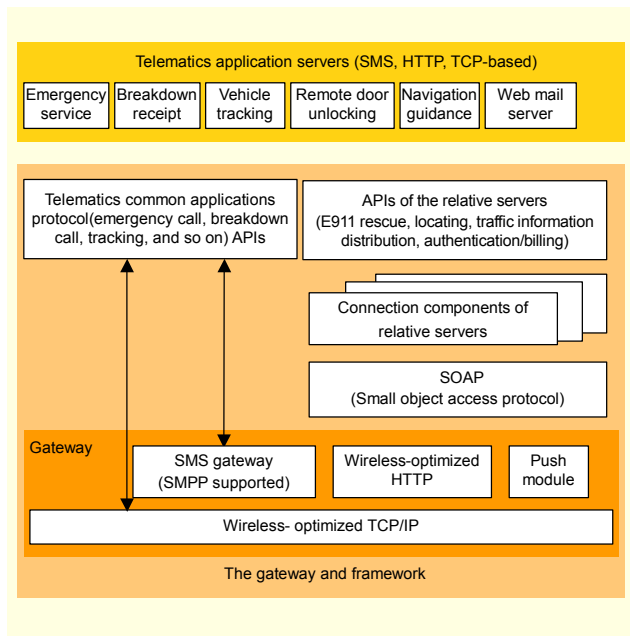 Telematics application servers (SMS, HTTP, TCP-based)
Emergency
service
Breakdown
receipt
Vehicle
tracking
Remote door
unlocking
Navigation
guidance
Web mail
server
Telematics common applications
protocol(emergency call, breakdown
call, tracking, and so on) APIs
APIs of the relative servers
(E911 rescue, locating, traffic information
distribution, authentication/billing)
Connection components of
relative servers
SOAP
(Small object access protocol)
Gateway
SMS gateway
(SMPP supported)
Wireless-optimized
HTTP
Push
module
Wireless- optimized TCP/IP
The gateway and framework